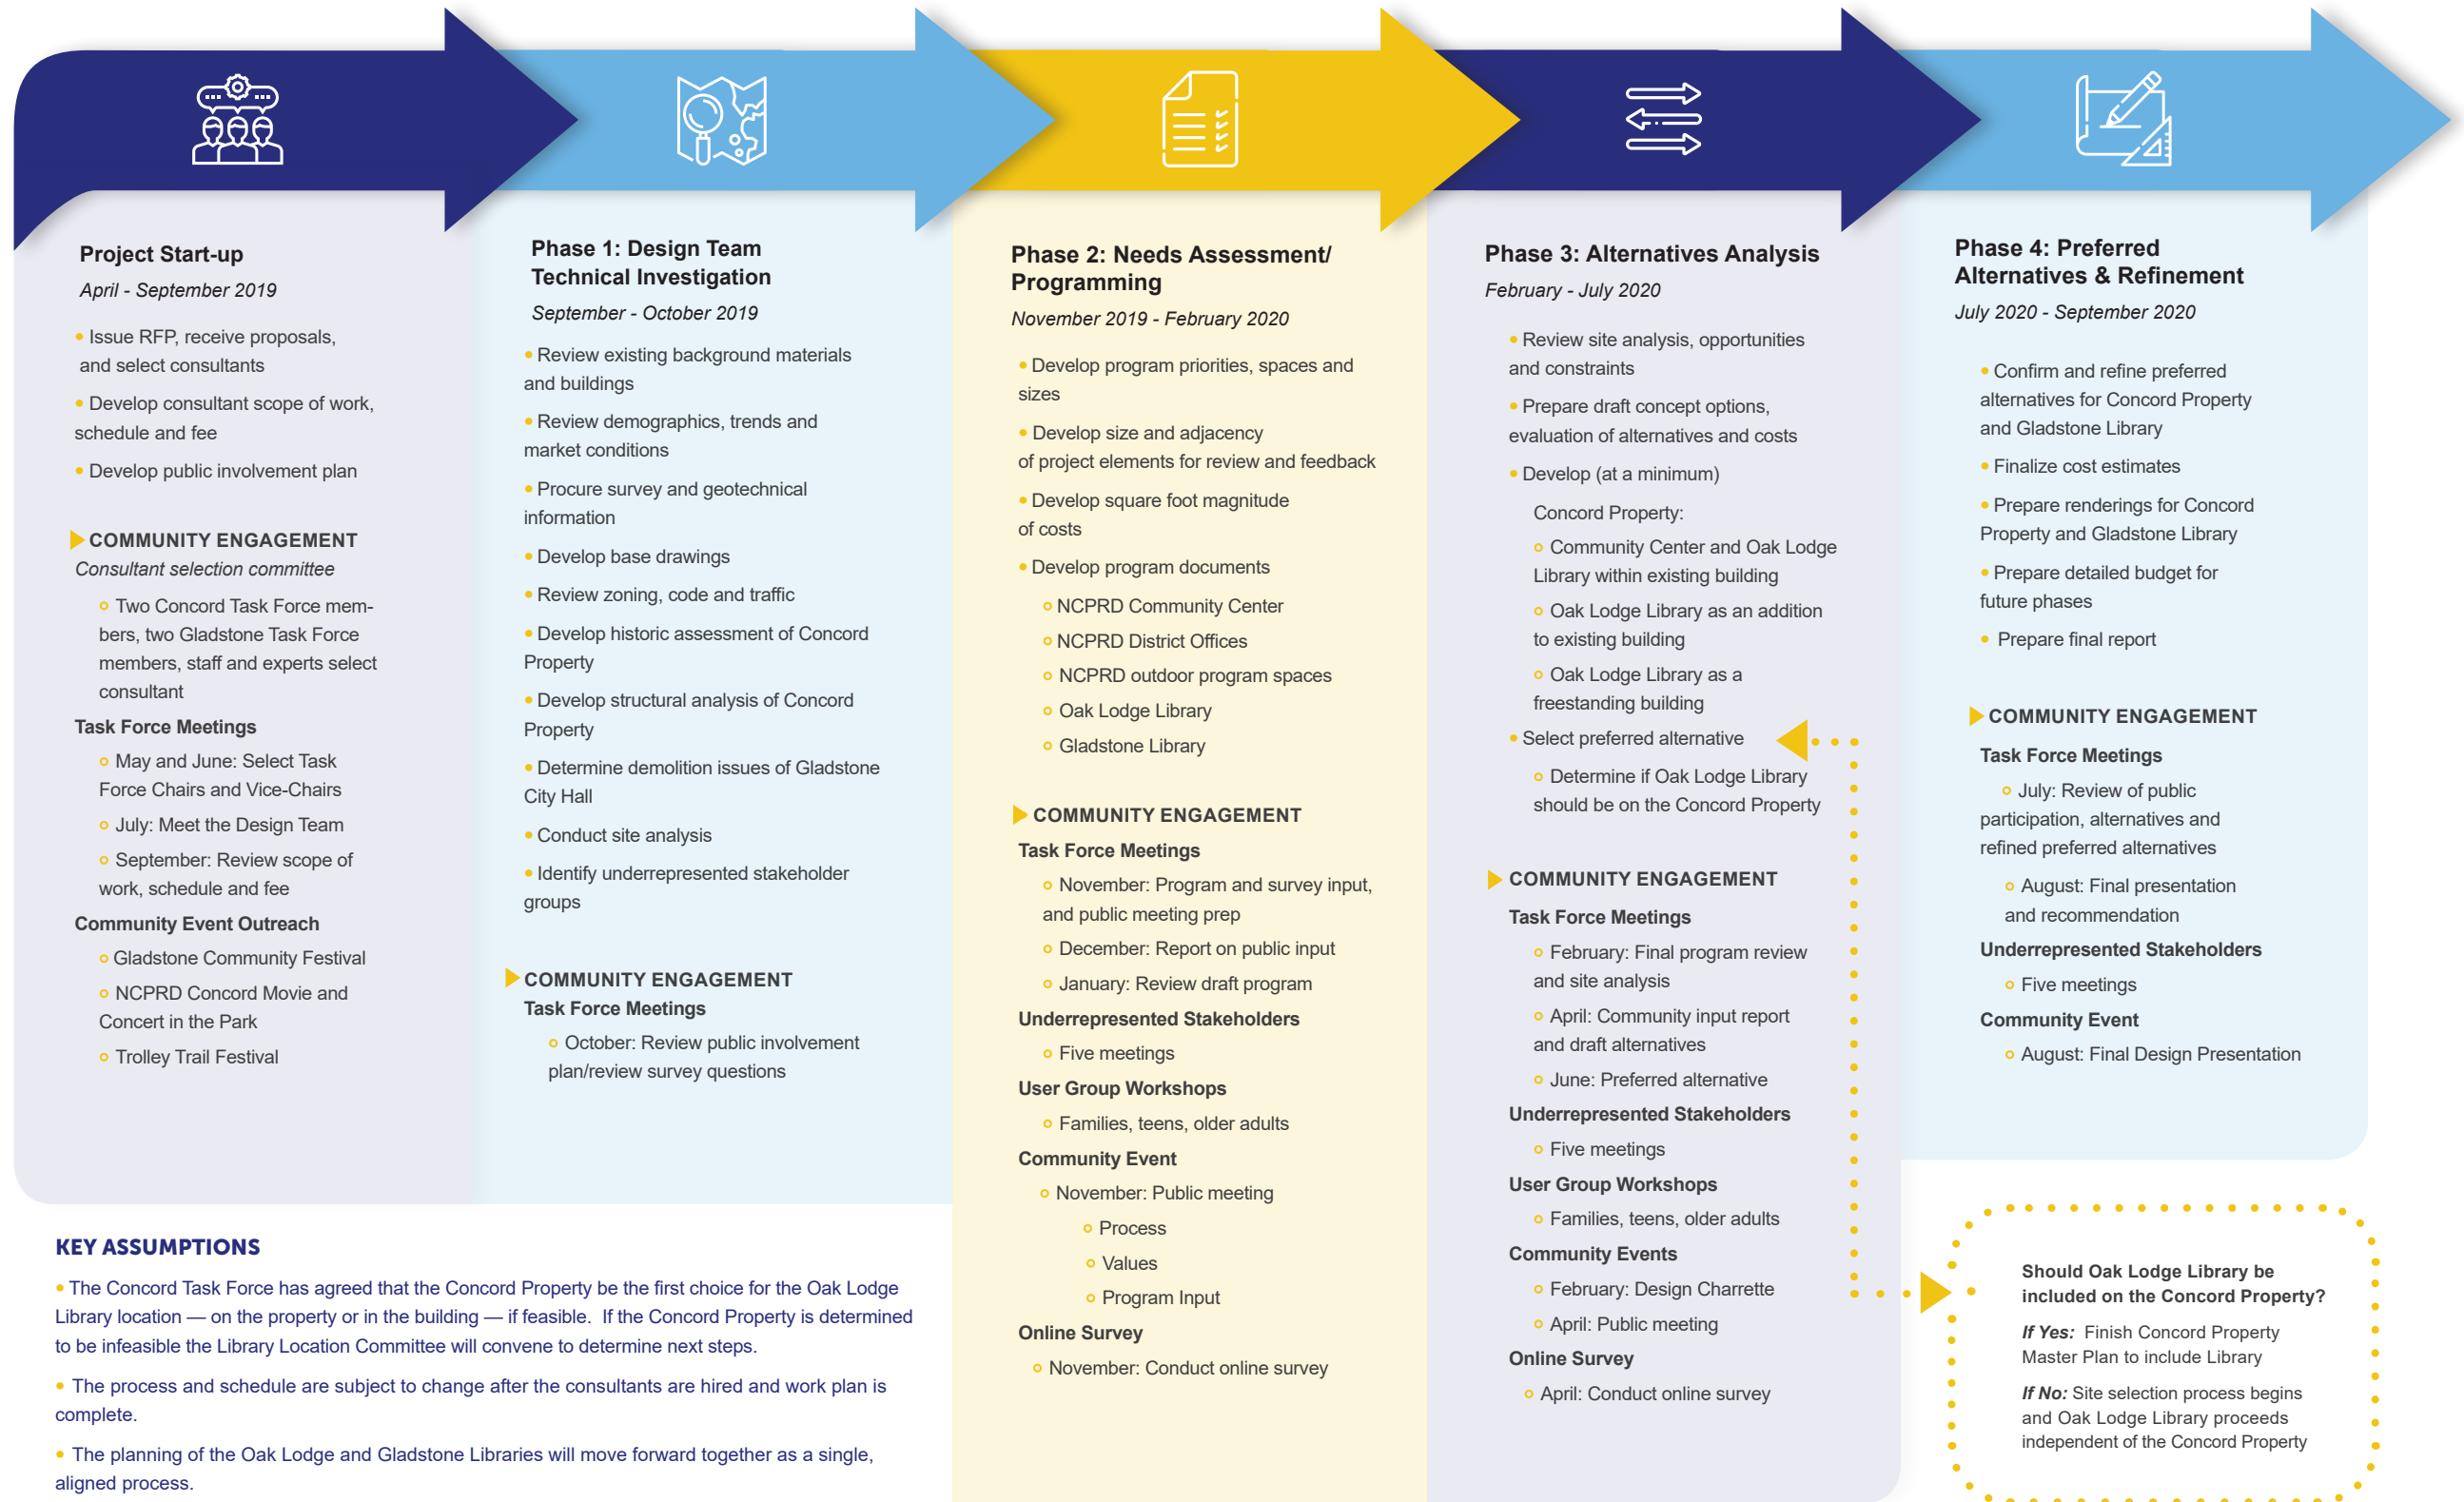 Project Start-up
April - September 2019
• Issue RFP, receive proposals,
and select consultants
• Develop consultant scope of work,
schedule and fee
• Develop public involvement plan
COMMUNITY ENGAGEMENT
Consultant selection committee
Two Concord Task Force mem-
bers, two Gladstone Task Force
members, staff and experts select
consultant
Task Force Meetings
May and June: Select Task
Force Chairs and Vice-Chairs
July: Meet the Design Team
September: Review scope of
work, schedule and fee
Community Event Outreach
Gladstone Community Festival
NCPRD Concord Movie and
Concert in the Park
Trolley Trail Festival
Phase 1: Design Team
Technical Investigation
September - October 2019
• Review existing background materials
and buildings
• Review demographics, trends and
market conditions
• Procure survey and geotechnical
information
• Develop base drawings
• Review zoning, code and traffic
• Develop historic assessment of Concord
Property
• Develop structural analysis of Concord
Property
• Determine demolition issues of Gladstone
City Hall
• Conduct site analysis
• Identify underrepresented stakeholder
groups
COMMUNITY ENGAGEMENT
Task Force Meetings
October: Review public involvement
plan/review survey questions
Phase 2: Needs Assessment/
Programming
November 2019 - February 2020
• Develop program priorities, spaces and
sizes
• Develop size and adjacency
of project elements for review and feedback
• Develop square foot magnitude
of costs
• Develop program documents
NCPRD Community Center
NCPRD District Offices
NCPRD outdoor program spaces
Oak Lodge Library
Gladstone Library
COMMUNITY ENGAGEMENT
Task Force Meetings
November: Program and survey input,
and public meeting prep
December: Report on public input
January: Review draft program
Underrepresented Stakeholders
Five meetings
User Group Workshops
Families, teens, older adults
Community Event
November: Public meeting
Process
Values
Program Input
Online Survey
November: Conduct online survey
Phase 3: Alternatives Analysis
February - July 2020
• Review site analysis, opportunities
and constraints
• Prepare draft concept options,
evaluation of alternatives and costs
• Develop (at a minimum)
Concord Property:
Community Center and Oak Lodge
Library within existing building
Oak Lodge Library as an addition
to existing building
Oak Lodge Library as a
freestanding building
• Select preferred alternative
Determine if Oak Lodge Library
should be on the Concord Property
COMMUNITY ENGAGEMENT
Task Force Meetings
February: Final program review
and site analysis
April: Community input report
and draft alternatives
June: Preferred alternative
Underrepresented Stakeholders
Five meetings
User Group Workshops
Families, teens, older adults
Community Events
February: Design Charrette
April: Public meeting
Online Survey
April: Conduct online survey
Phase 4: Preferred
Alternatives & Refinement
July 2020 - September 2020
• Confirm and refine preferred
alternatives for Concord Property
and Gladstone Library
• Finalize cost estimates
• Prepare renderings for Concord
Property and Gladstone Library
• Prepare detailed budget for
future phases
• Prepare final report
COMMUNITY ENGAGEMENT
Task Force Meetings
July: Review of public
participation, alternatives and
refined preferred alternatives
August: Final presentation
and recommendation
Underrepresented Stakeholders
Five meetings
Community Event
August: Final Design Presentation
KEY ASSUMPTIONS
• The Concord Task Force has agreed that the Concord Property be the first choice for the Oak Lodge
Library location — on the property or in the building — if feasible. If the Concord Property is determined
to be infeasible the Library Location Committee will convene to determine next steps.
• The process and schedule are subject to change after the consultants are hired and work plan is
complete.
• The planning of the Oak Lodge and Gladstone Libraries will move forward together as a single,
aligned process.
Should Oak Lodge Library be
included on the Concord Property?
If Yes: Finish Concord Property
Master Plan to include Library
If No: Site selection process begins
and Oak Lodge Library proceeds
independent of the Concord Property